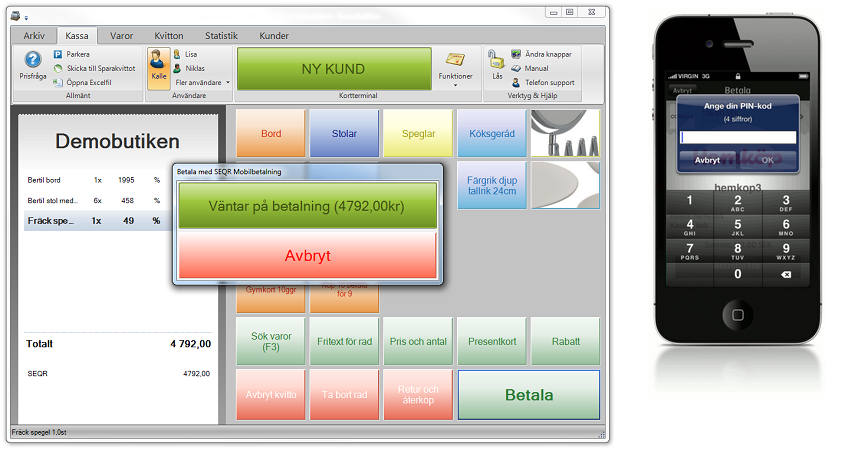 Arkiv Kassa Varor Kvitton Statistik Kunder
Prisfråga
Parkera
Skicka till Sparakvittot
Öppna Excelfil
Allmänt
Kalle
Lisa
Niklas
Fler användare
Användare
NY KUND
Kortterminal
Funktioner
Lås
Ändra knappar
Manual
Telefon support
Verktyg & Hjälp
Demobutiken
Bertil bord 1x 1995 %
Bertil stol med... 6x 458 %
Fräck spe... 1x 49 %
Totalt 4 792,00
SEQR 4792,00
Bord Stolar Speglar Köksgeråd
Färgrik djup
tallrik 24cm
Betala med SEQR Mobilbetalning
Väntar på betalning (4792,00kr)
Avbryt
Gymkort 10ggr
för 9
Sök varor
(F3)
Fritext för rad
Pris och antal
Presentkort
Rabatt
Avbryt kvitto
Ta bort rad
Retur och
återköp
Betala
Fräck spegel 1,0st
VIRGIN 3G
Avbryt Betala
Ange din PIN-kod
(4 siffror)
Avbryt OK
hemkop3
1 2 3
ABC DEF
4 5 6
GHI JKL MNO
7 8 9
PQRS TUV WXYZ
0